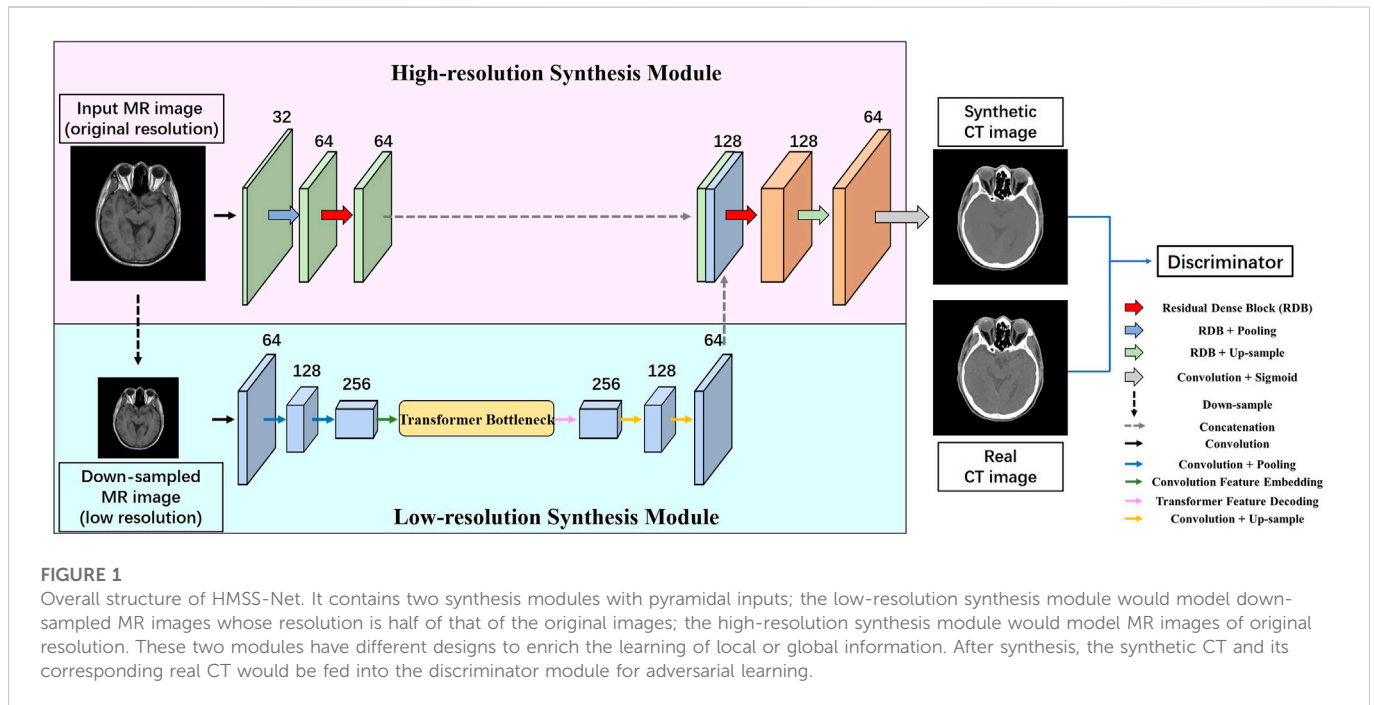 High-resolution Synthesis Module
Input MR image
(original resolution)
32
64
64
128
128
64
Synthetic
CT image
Discriminator
Real
CT image
Down-sampled
MR image
(low resolution)
64
128
256
Transformer Bottleneck
256
128
64
Low-resolution Synthesis Module
Residual Dense Block (RDB)
RDB + Pooling
RDB + Up-sample
Convolution + Sigmoid
Down-sample
Concatenation
Convolution
Convolution + Pooling
Convolution Feature Embedding
Transformer Feature Decoding
Convolution + Up-sample
FIGURE 1
Overall structure of HMSS-Net. It contains two synthesis modules with pyramidal inputs; the low-resolution synthesis module would model down-
sampled MR images whose resolution is half of that of the original images; the high-resolution synthesis module would model MR images of original
resolution. These two modules have different designs to enrich the learning of local or global information. After synthesis, the synthetic CT and its
corresponding real CT would be fed into the discriminator module for adversarial learning.